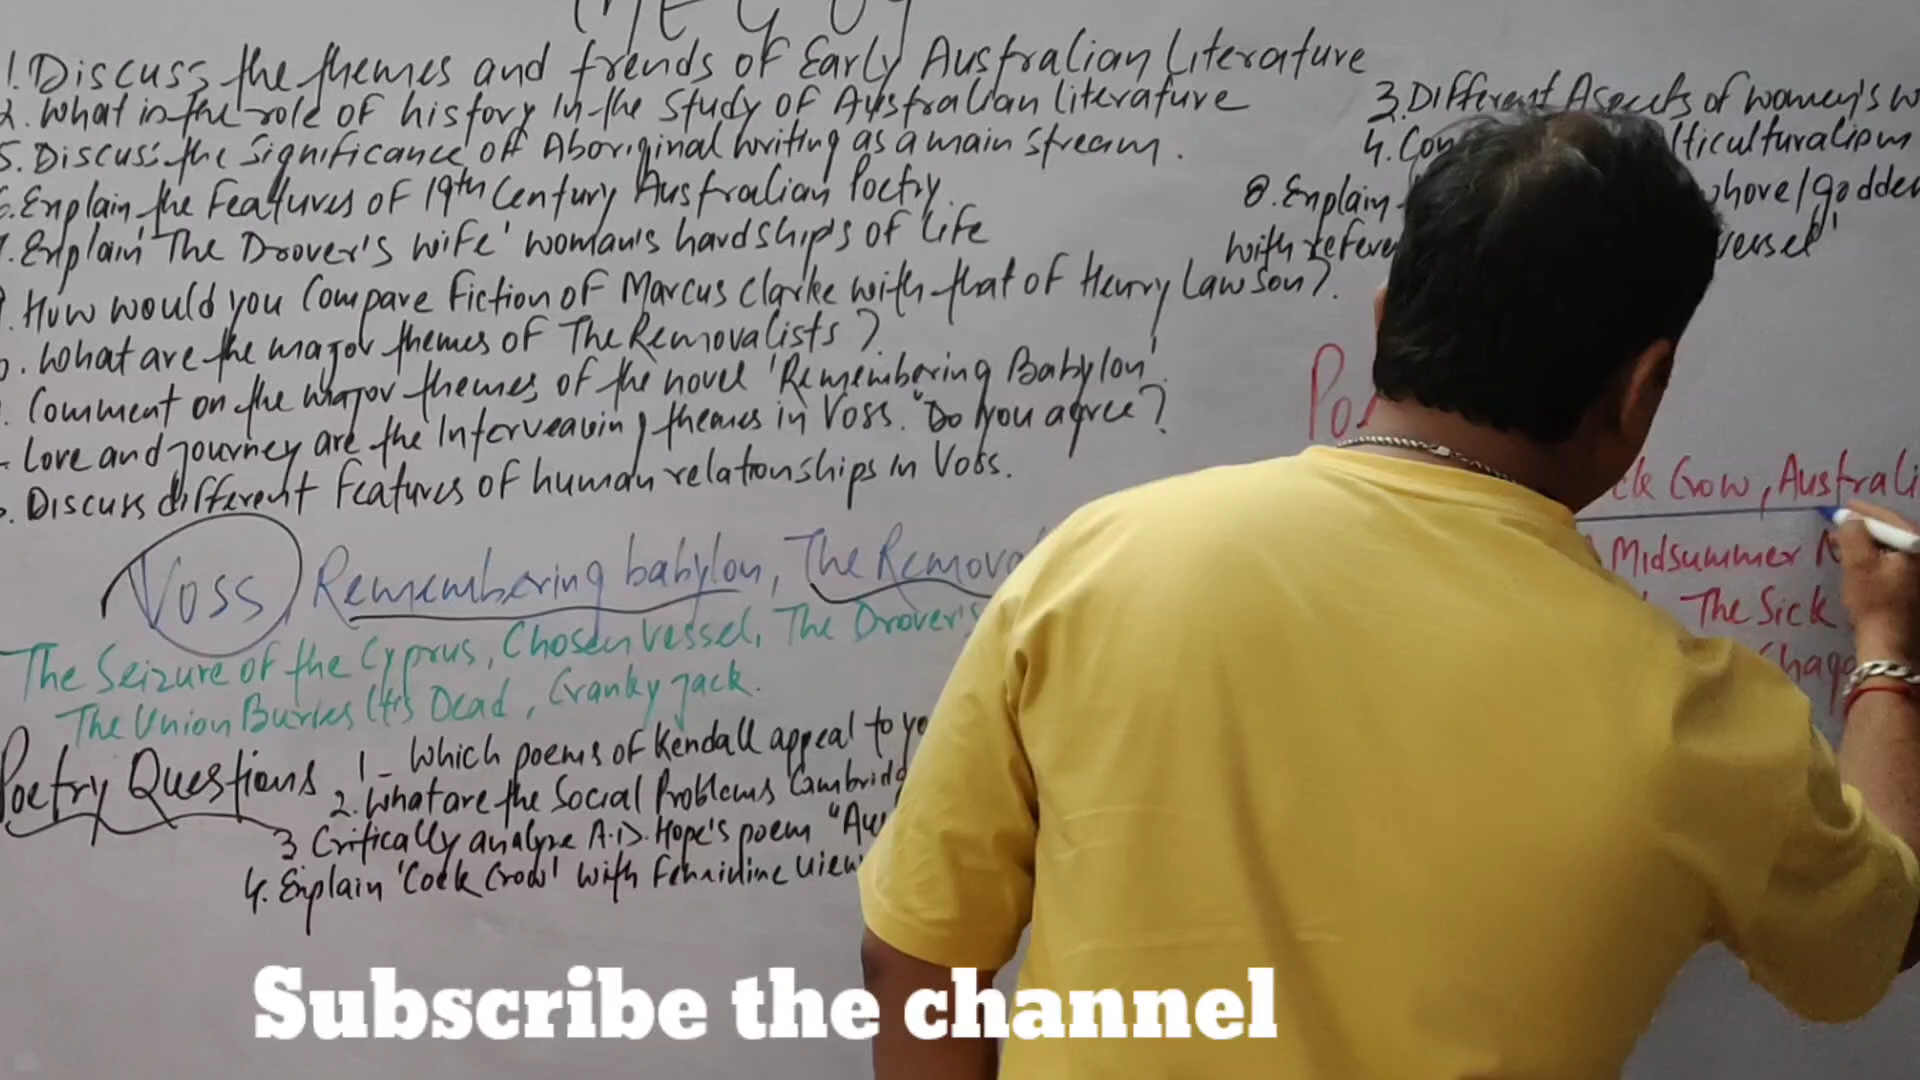 MEG 09
1. Discuss the themes and trends of Early Australian Literature
2. What is the role of history in the study of Australian literature
3. Different Aspects of women's
5. Discuss the Significance of Aboriginal Writing as a main stream.
4. lticulturalism
6. Explain the Features of 19th Century Australian Poetry.
8. Explain whore/godde
7. Explain 'The Drover's wife' woman's hardships of life
with vessel'
How would you Compare Fiction of Marcus Clarke with that of Henry Lawson?.
What are the major themes of The Removalists?
Comment on the major themes of the novel 'Remembering Babylon'.
Love and journey are the Interveaving themes in Voss. "Do you agree?
Discuss different Features of human relationships in Voss.
ck Crow, Australi
Voss, Remembering babylon, The Remova
Midsummer N
The Seizure of the Cyprus, Chosen Vessel, The Drover's
The Sick
The Union Buries Its Dead, Cranky jack.
Poetry Questions
1- Which poems of Kendall appeal to yo
2. What are the Social Problems Cambridg
3 Critically analyze A.D. Hope's poem "Au
4. Explain 'Cock Crow' with view
Subscribe the channel